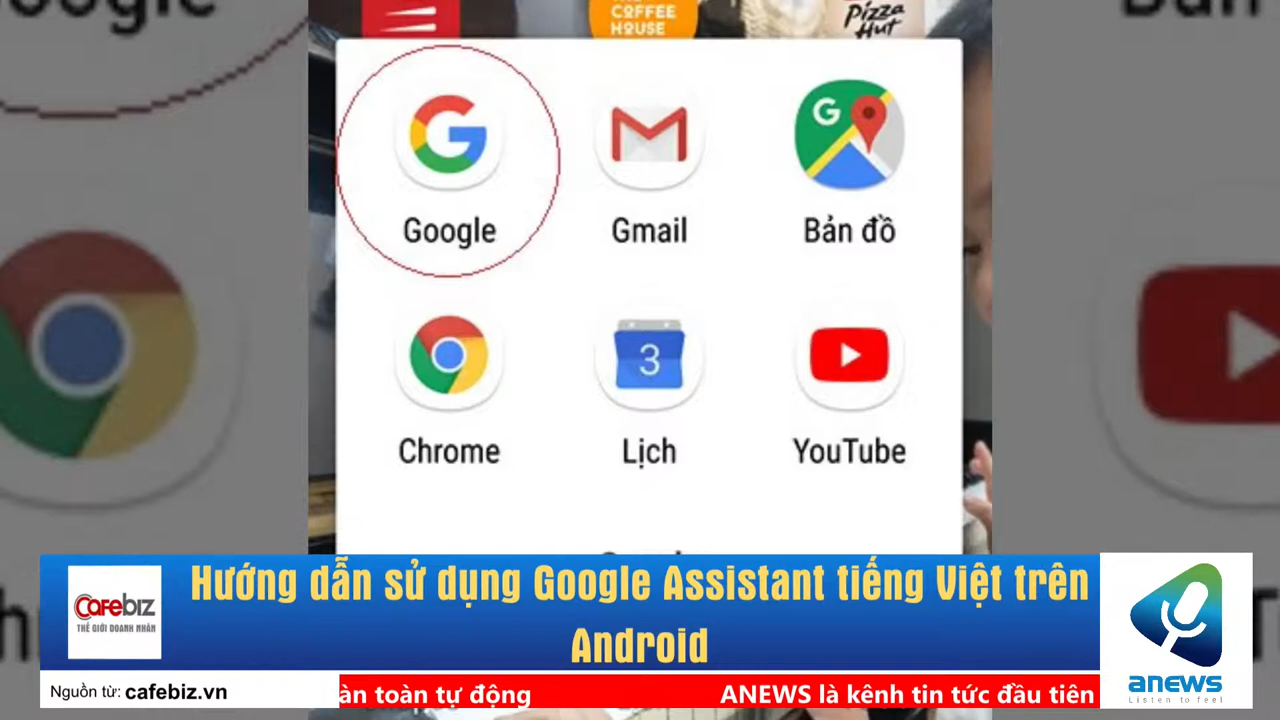 THE
COFFEE
HOUSE
Pizza
Hut
Google
Gmail
Bản đồ
Chrome
3
Lịch
YouTube
Hướng dẫn sử dụng Google Assistant tiếng Việt trên
Android
Cafebiz
THẾ GIỚI DOANH NHÂN
Nguồn từ: cafebiz.vn
àn toàn tự động
ANEWS là kênh tin tức đầu tiên
anews
Listen to feel